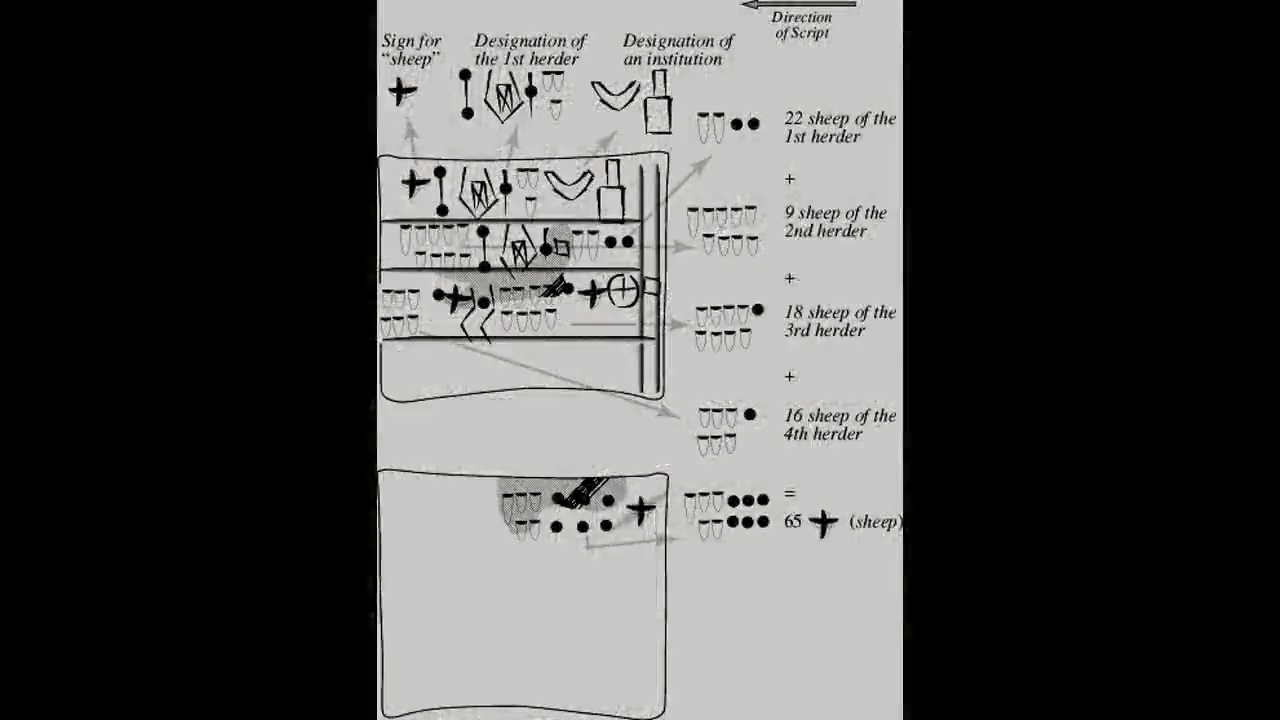 Direction
of Script
Sign for
“sheep”
Designation of
the 1st herder
Designation of
an institution
22 sheep of the
1st herder
+
9 sheep of the
2nd herder
+
18 sheep of the
3rd herder
+
16 sheep of the
4th herder
=
65 (sheep)